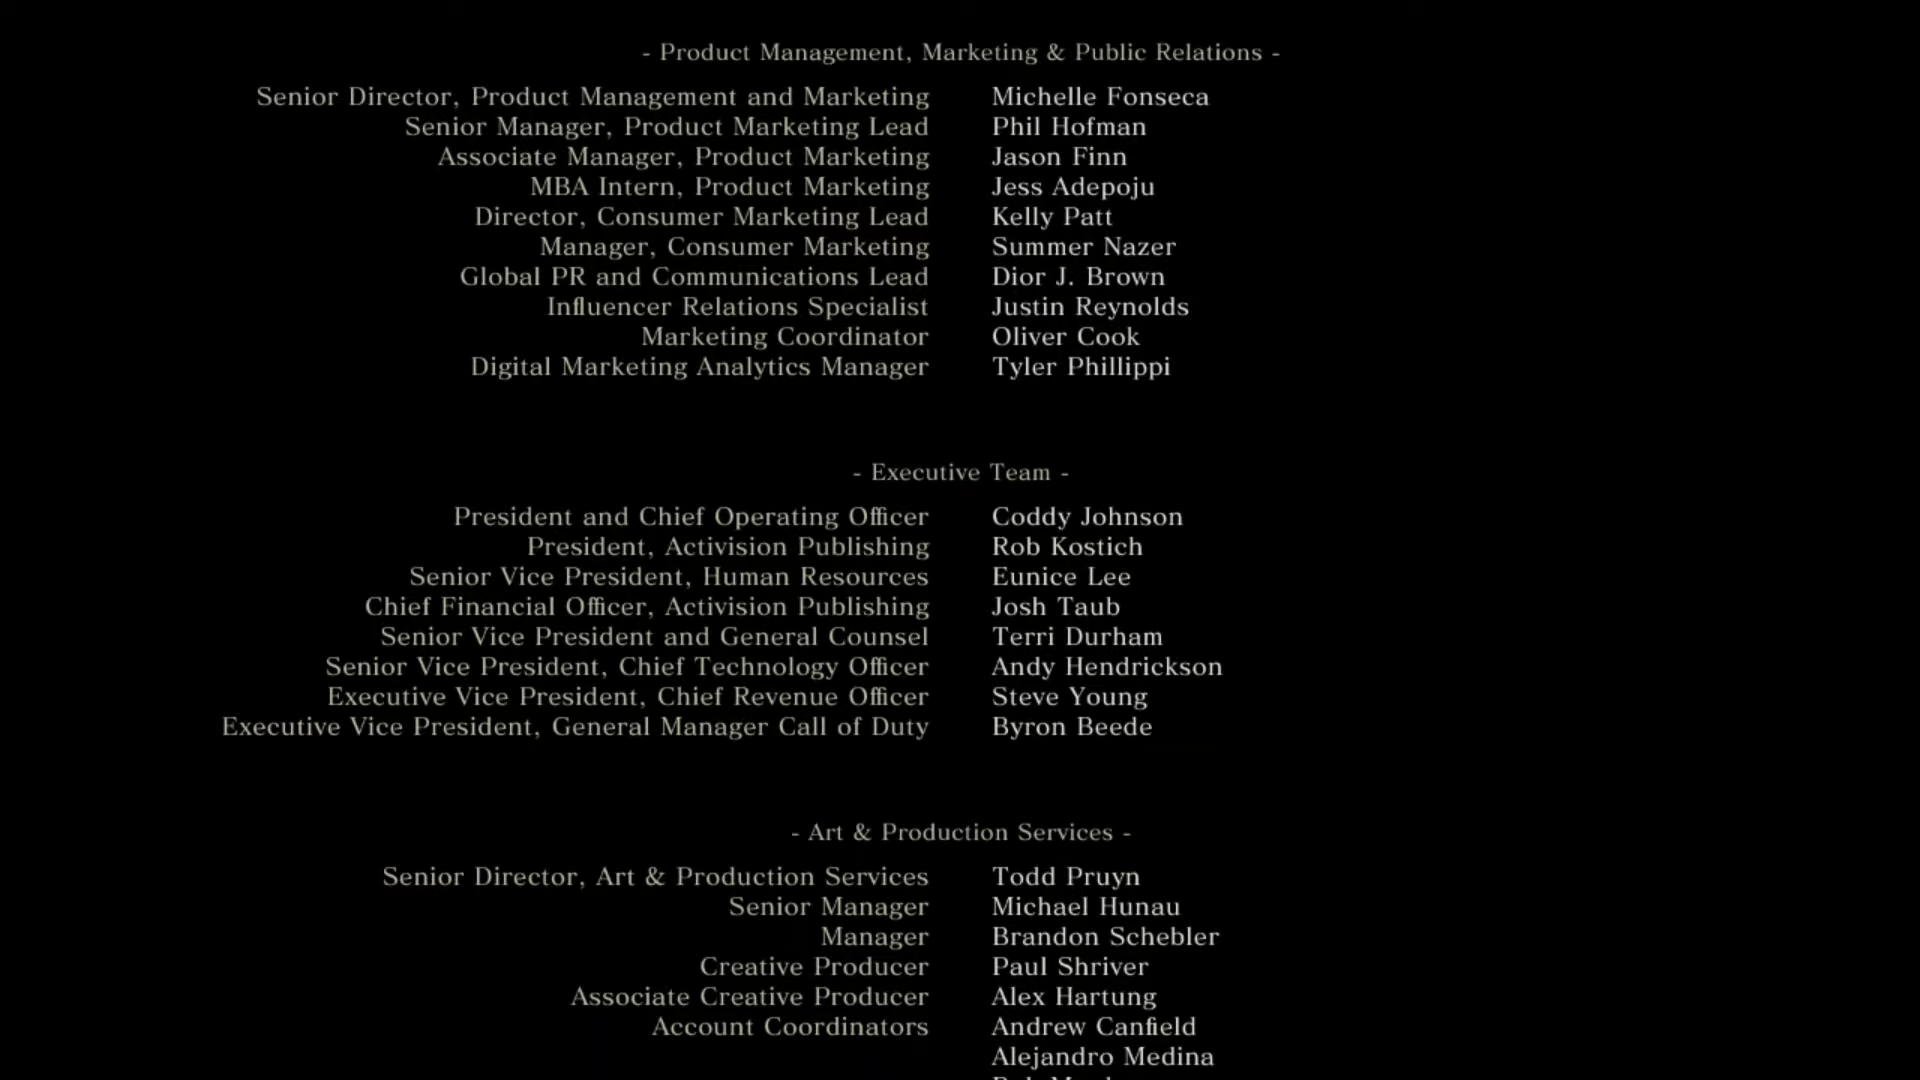 - Product Management, Marketing & Public Relations -
Senior Director, Product Management and Marketing Michelle Fonseca
Senior Manager, Product Marketing Lead Phil Hofman
Associate Manager, Product Marketing Jason Finn
MBA Intern, Product Marketing Jess Adepoju
Director, Consumer Marketing Lead Kelly Patt
Manager, Consumer Marketing Summer Nazer
Global PR and Communications Lead Dior J. Brown
Influencer Relations Specialist Justin Reynolds
Marketing Coordinator Oliver Cook
Digital Marketing Analytics Manager Tyler Phillippi
- Executive Team -
President and Chief Operating Officer Coddy Johnson
President, Activision Publishing Rob Kostich
Senior Vice President, Human Resources Eunice Lee
Chief Financial Officer, Activision Publishing Josh Taub
Senior Vice President and General Counsel Terri Durham
Senior Vice President, Chief Technology Officer Andy Hendrickson
Executive Vice President, Chief Revenue Officer Steve Young
Executive Vice President, General Manager Call of Duty Byron Beede
- Art & Production Services -
Senior Director, Art & Production Services Todd Pruyn
Senior Manager Michael Hunau
Manager Brandon Schebler
Creative Producer Paul Shriver
Associate Creative Producer Alex Hartung
Account Coordinators Andrew Canfield
Alejandro Medina